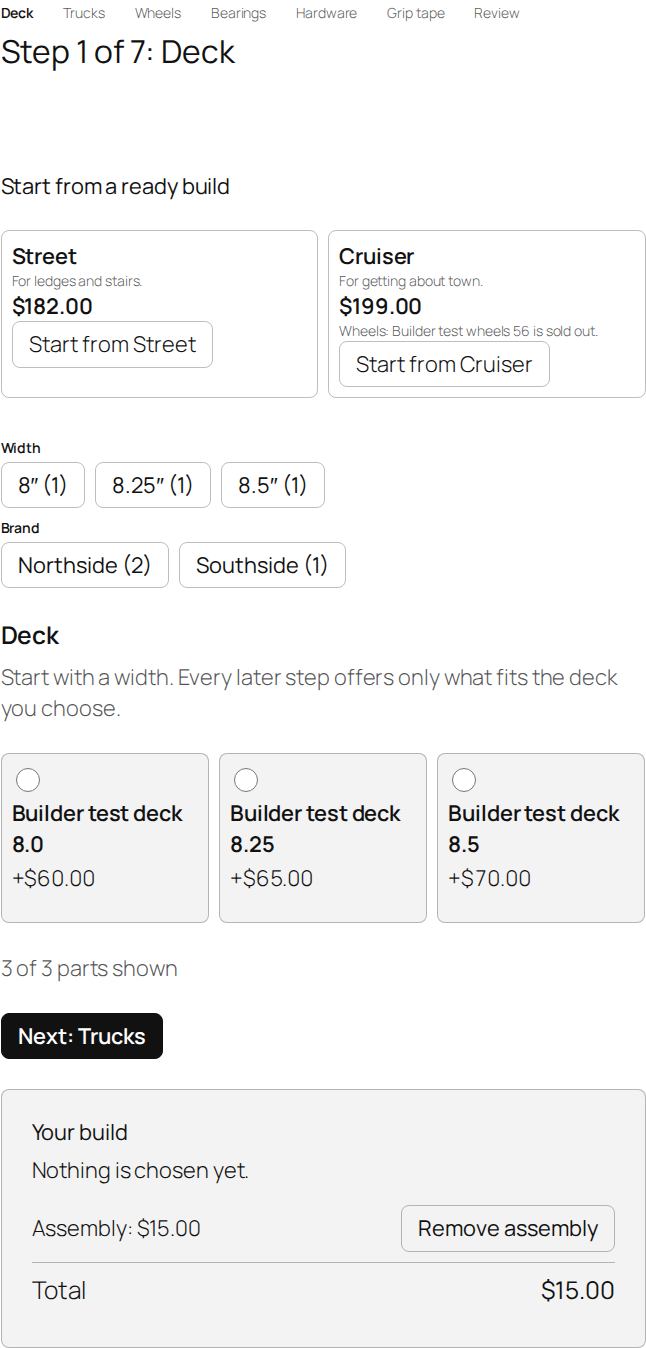 Deck Trucks Wheels Bearings Hardware Grip tape Review
Step 1 of 7: Deck
Start from a ready build
Street
For ledges and stairs.
$182.00
Start from Street
Cruiser
For getting about town.
$199.00
Wheels: Builder test wheels 56 is sold out.
Start from Cruiser
Width
8″ (1) 8.25″ (1) 8.5″ (1)
Brand
Northside (2) Southside (1)
Deck
Start with a width. Every later step offers only what fits the deck
you choose.
Builder test deck
8.0
+$60.00
Builder test deck
8.25
+$65.00
Builder test deck
8.5
+$70.00
3 of 3 parts shown
Next: Trucks
Your build
Nothing is chosen yet.
Assembly: $15.00 Remove assembly
Total $15.00